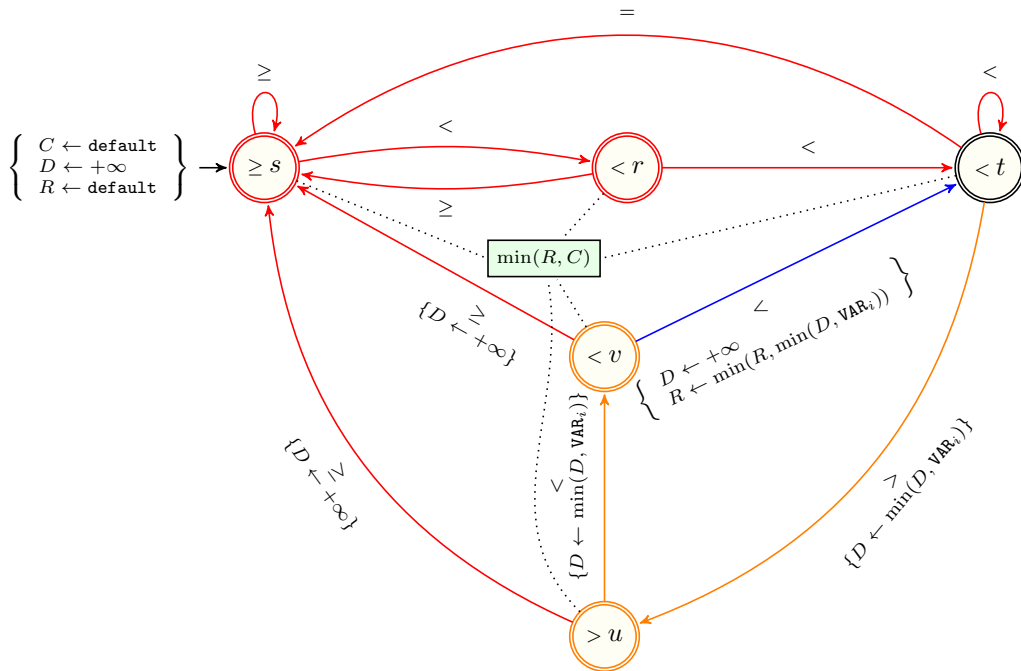 =
≥
<
<
<
≥
C ← default
D ← +∞
R ← default
≥ s
< r
< t
min(R, C)
≥
{D ← +∞}
<
D ← +∞
R ← min(R, min(D, VAR_i))
< v
≥
{D ← +∞}
<
{D ← min(D, VAR_i)}
>
{D ← min(D, VAR_i)}
> u